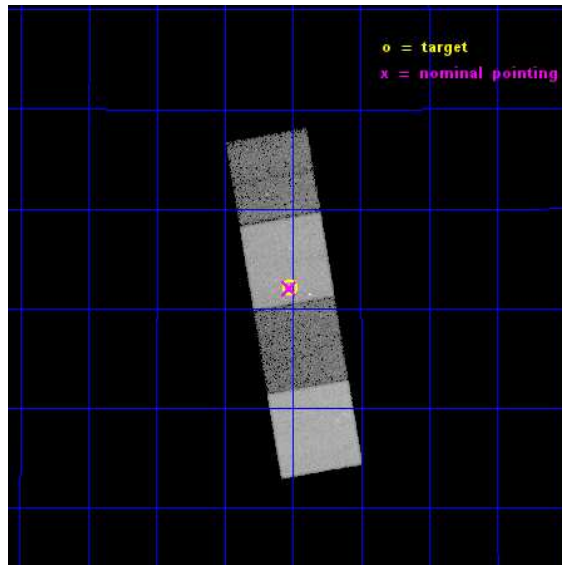 o = target
x = nominal pointing